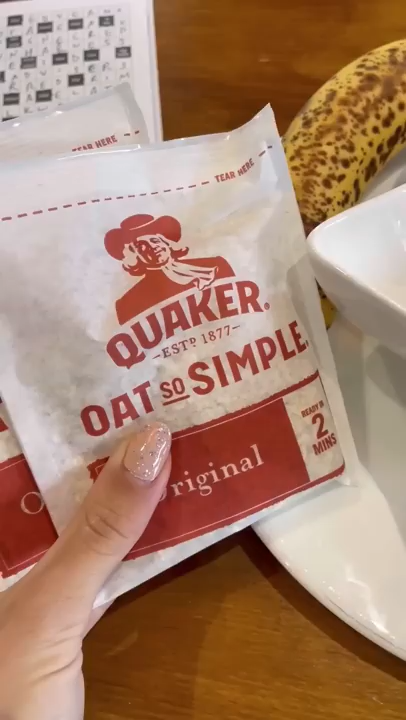 TEAR HERE
TEAR HERE
QUAKER®
–ESTD 1877–
OAT SO SIMPLE.
READY IN
2
MINS
Original
O